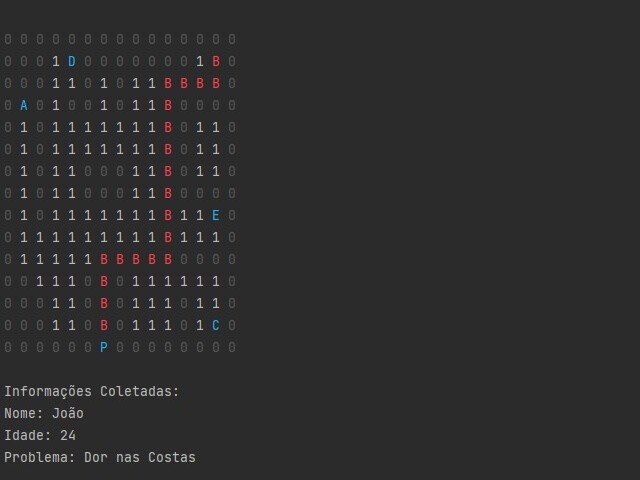 0 0 0 0 0 0 0 0 0 0 0 0 0 0 0
0 0 0 1 D 0 0 0 0 0 0 0 1 B 0
0 0 0 1 1 0 1 0 1 1 B B B B 0
0 A 0 1 0 0 1 0 1 1 B 0 0 0 0
0 1 0 1 1 1 1 1 1 1 B 0 1 1 0
0 1 0 1 1 1 1 1 1 1 B 0 1 1 0
0 1 0 1 1 0 0 0 1 1 B 0 1 1 0
0 1 0 1 1 0 0 0 1 1 B 0 0 0 0
0 1 0 1 1 1 1 1 1 1 B 1 1 E 0
0 1 1 1 1 1 1 1 1 1 B 1 1 1 0
0 1 1 1 1 1 B B B B B 0 0 0 0
0 0 1 1 1 0 B 0 1 1 1 1 1 1 0
0 0 0 1 1 0 B 0 1 1 1 0 1 1 0
0 0 0 1 1 0 B 0 1 1 1 0 1 C 0
0 0 0 0 0 0 P 0 0 0 0 0 0 0 0
Informações Coletadas:
Nome: João
Idade: 24
Problema: Dor nas Costas